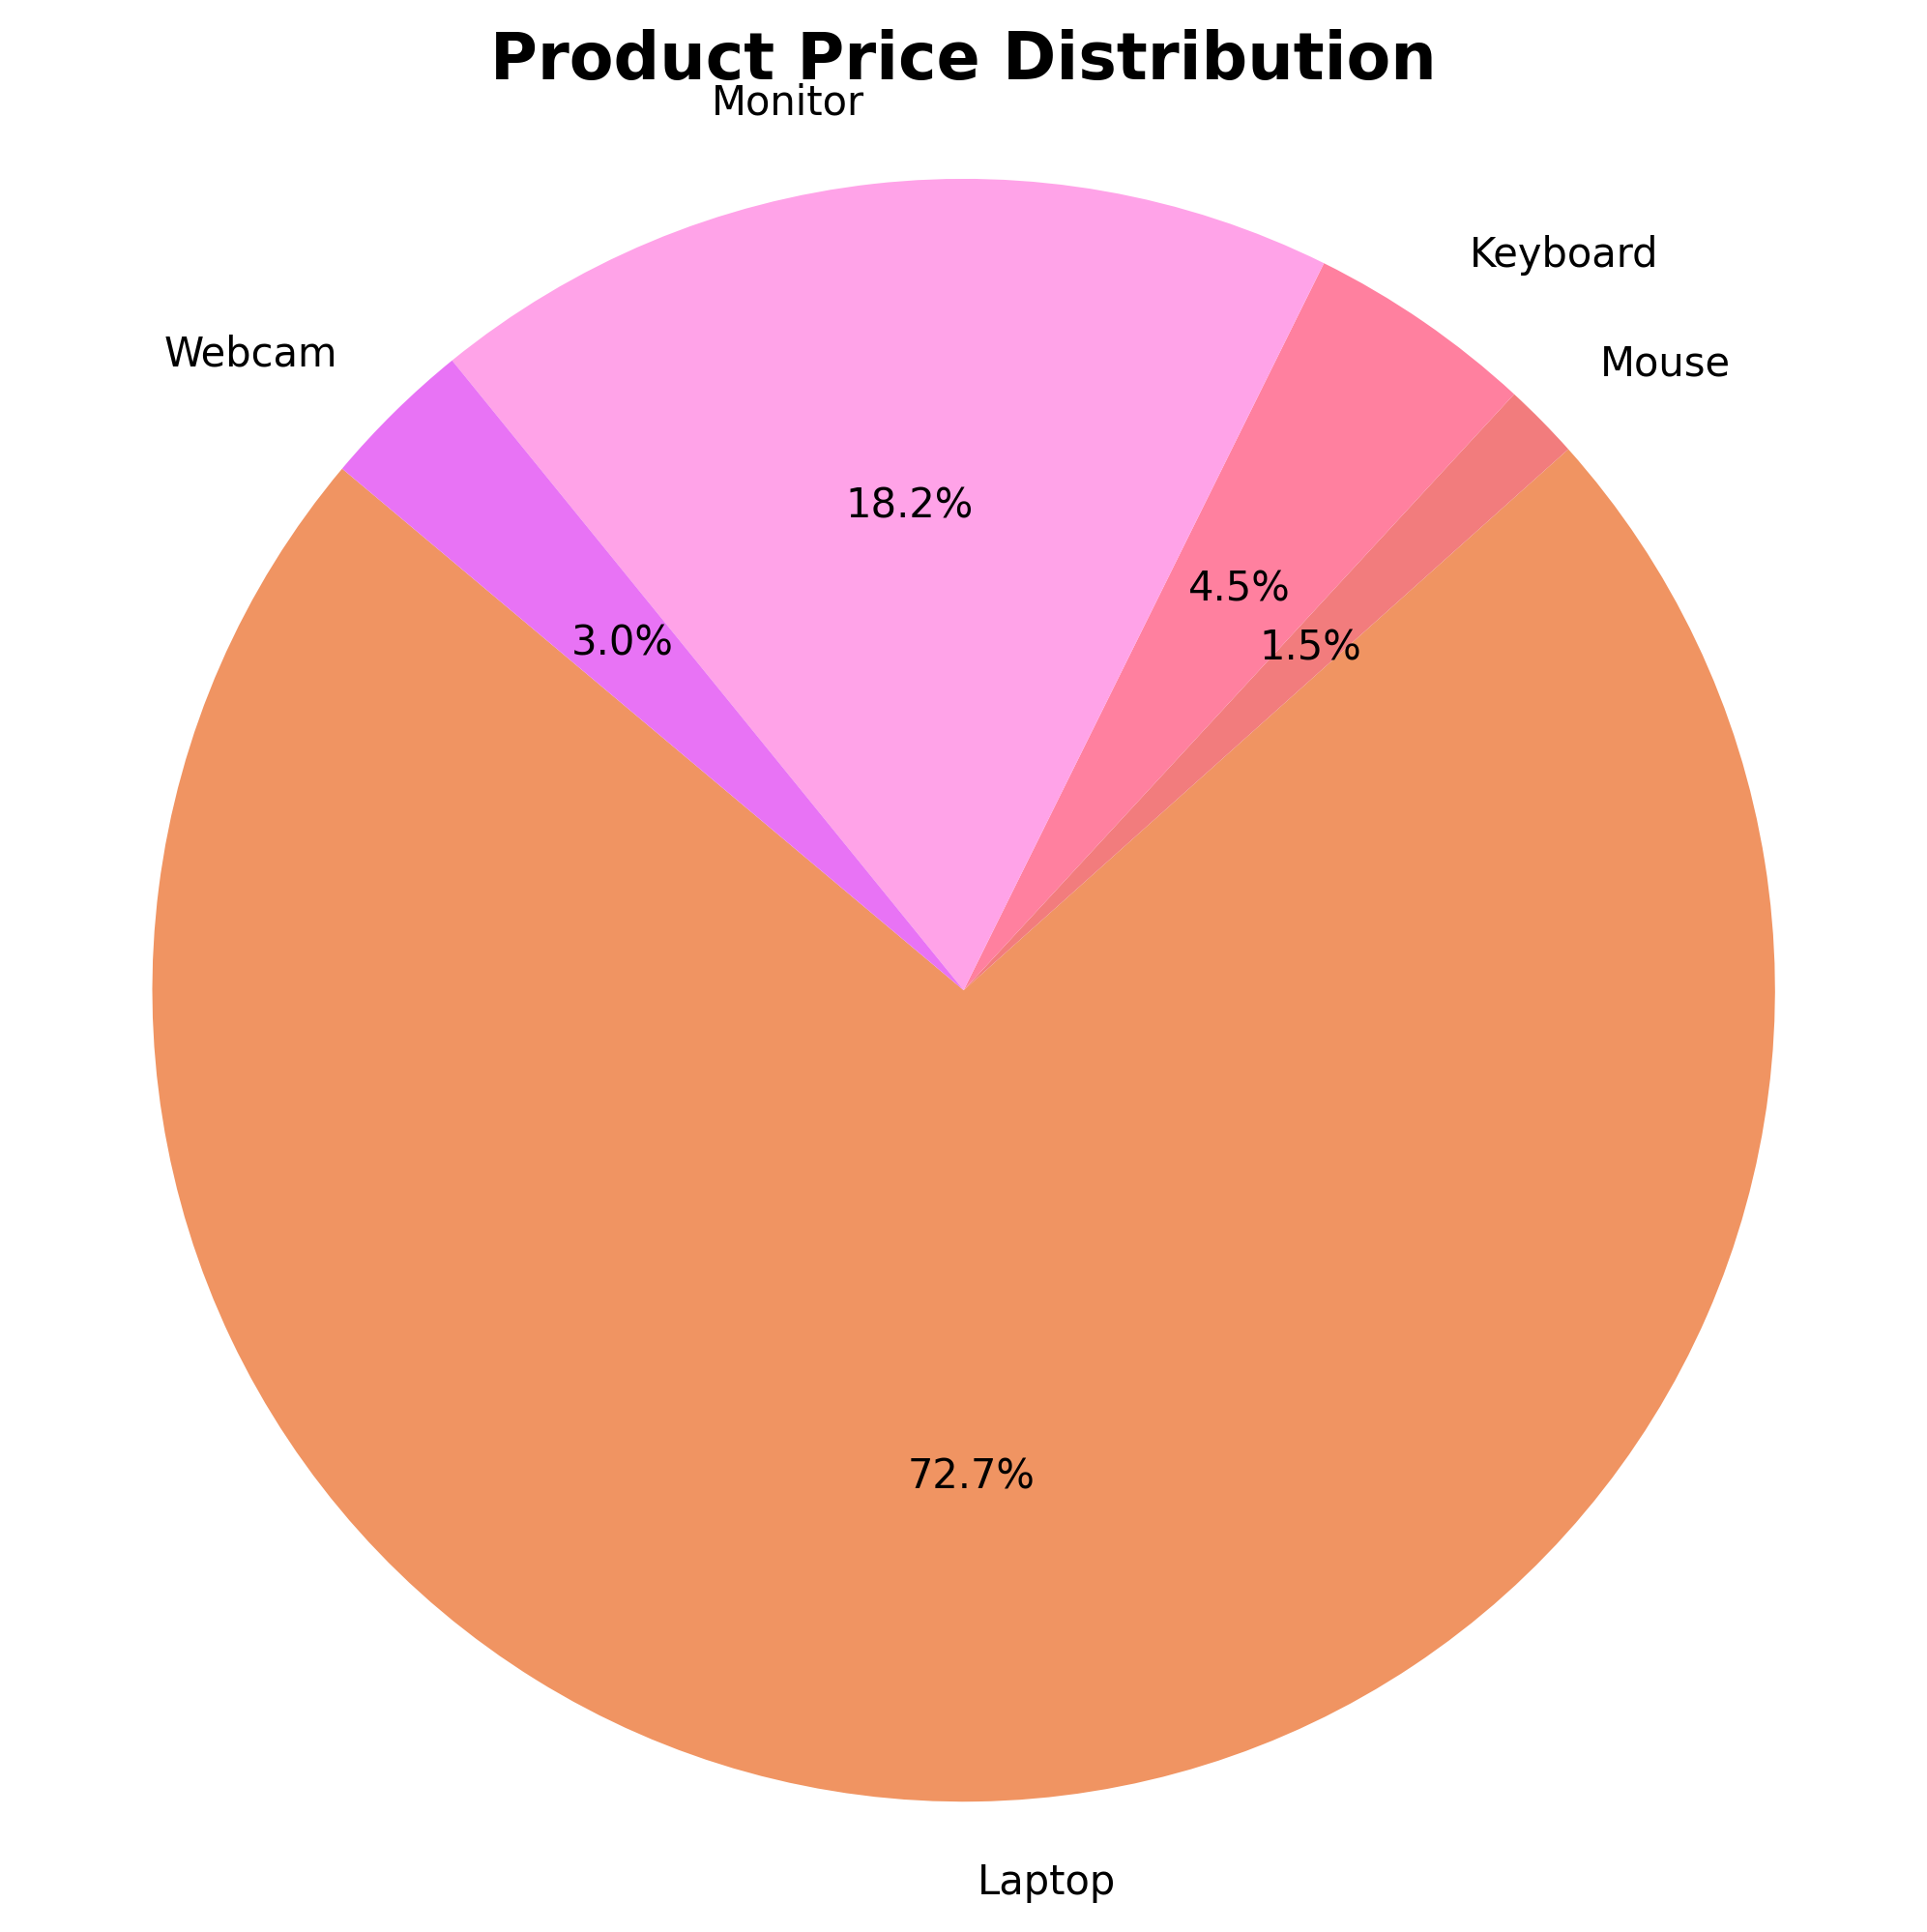 Product Price Distribution
Monitor
Keyboard
Webcam
Mouse
18.2%
4.5%
3.0%
1.5%
72.7%
Laptop